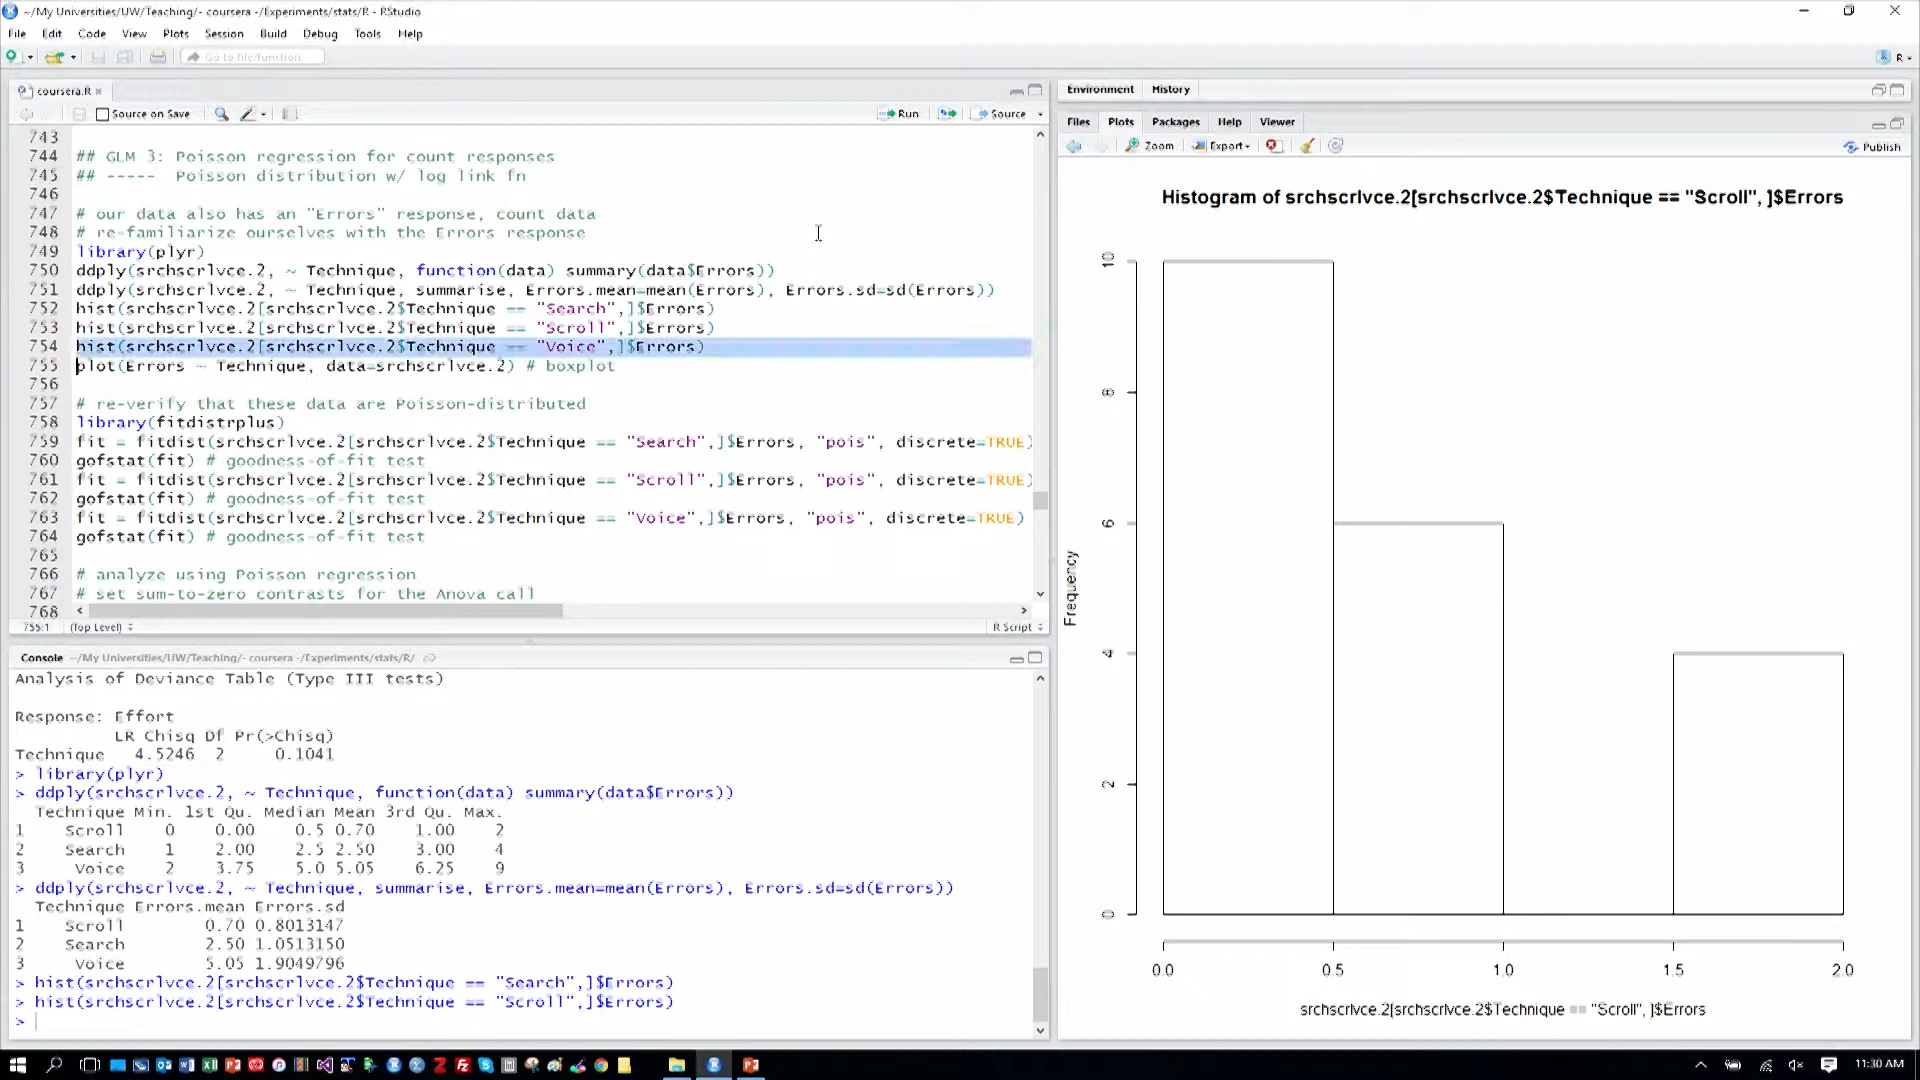 ~/My Universities/UW/Teaching/- coursera -/Experiments/stats/R - RStudio
File Edit Code View Plots Session Build Debug Tools Help
Go to file/function
R
coursera.R
Source on Save
Run
Source
743
744 ## GLM 3: Poisson regression for count responses
745 ## ----- Poisson distribution w/ log link fn
746
747 # our data also has an "Errors" response, count data
748 # re-familiarize ourselves with the Errors response
749 library(plyr)
750 ddply(srchscrlvce.2, ~ Technique, function(data) summary(data$Errors))
751 ddply(srchscrlvce.2, ~ Technique, summarise, Errors.mean=mean(Errors), Errors.sd=sd(Errors))
752 hist(srchscrlvce.2[srchscrlvce.2$Technique == "Search",]$Errors)
753 hist(srchscrlvce.2[srchscrlvce.2$Technique == "Scroll",]$Errors)
754 hist(srchscrlvce.2[srchscrlvce.2$Technique == "Voice",]$Errors)
755 plot(Errors ~ Technique, data=srchscrlvce.2) # boxplot
756
757 # re-verify that these data are Poisson-distributed
758 library(fitdistrplus)
759 fit = fitdist(srchscrlvce.2[srchscrlvce.2$Technique == "Search",]$Errors, "pois", discrete=TRUE)
760 gofstat(fit) # goodness-of-fit test
761 fit = fitdist(srchscrlvce.2[srchscrlvce.2$Technique == "Scroll",]$Errors, "pois", discrete=TRUE)
762 gofstat(fit) # goodness-of-fit test
763 fit = fitdist(srchscrlvce.2[srchscrlvce.2$Technique == "Voice",]$Errors, "pois", discrete=TRUE)
764 gofstat(fit) # goodness-of-fit test
765
766 # analyze using Poisson regression
767 # set sum-to-zero contrasts for the Anova call
768
755:1 (Top Level) R Script
Console ~/My Universities/UW/Teaching/- coursera -/Experiments/stats/R/
Analysis of Deviance Table (Type III tests)
Response: Effort
LR Chisq Df Pr(>Chisq)
Technique 4.5246 2 0.1041
> library(plyr)
> ddply(srchscrlvce.2, ~ Technique, function(data) summary(data$Errors))
Technique Min. 1st Qu. Median Mean 3rd Qu. Max.
1 Scroll 0 0.00 0.5 0.70 1.00 2
2 Search 1 2.00 2.5 2.50 3.00 4
3 Voice 2 3.75 5.0 5.05 6.25 9
> ddply(srchscrlvce.2, ~ Technique, summarise, Errors.mean=mean(Errors), Errors.sd=sd(Errors))
Technique Errors.mean Errors.sd
1 Scroll 0.70 0.8013147
2 Search 2.50 1.0513150
3 Voice 5.05 1.9049796
> hist(srchscrlvce.2[srchscrlvce.2$Technique == "Search",]$Errors)
> hist(srchscrlvce.2[srchscrlvce.2$Technique == "Scroll",]$Errors)
>
Environment History
Files Plots Packages Help Viewer
Zoom Export Publish
Histogram of srchscrlvce.2[srchscrlvce.2$Technique == "Scroll", ]$Errors
10
8
6
4
2
0
Frequency
0.0 0.5 1.0 1.5 2.0
srchscrlvce.2[srchscrlvce.2$Technique == "Scroll", ]$Errors
11:30 AM